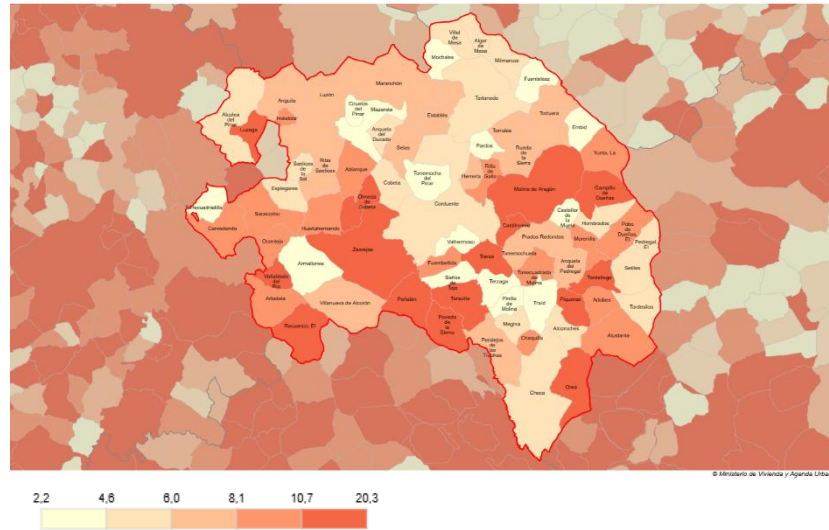 Villel
de
Mesa
Algar
de
Mesa
Mochales
Milmarcos
Fuentelsaz
Maranchón
Luzón
Anguita
Tartanedo
Ciruelos
del
Pinar
Mazarete
Alcolea
del
Pinar
Luzaga
Hortezuela
Establés
Tortuera
Embid
Anquela
del
Ducado
Torrubia
Pardos
Rueda
de la
Sierra
Yunta, La
Selas
Riba
de
Saelices
Saelices
de la
Sal
Ablanque
Torremocha
del
Pinar
Herrería
Rillo
de
Gallo
Cobeta
Olmeda
de
Cobeta
Esplegares
Molina de Aragón
Campillo
de
Dueñas
Corduente
Castellar
de la
Muela
Hombrados
Canredondo
Sacecorbo
Huertahernando
Castilnuevo
Pobo
de
Dueñas,
El
Prados Redondos
Morenilla
Pedregal,
El
Ocentejo
Zaorejas
Valhermoso
Armallones
Fuembellida
Taraza
Torremochuela
Anquela
del
Pedregal
Setiles
Valtablado
del
Río
Baños
de
Tajo
Terzaga
Torrecuadrada
de
Molina
Tordellego
Arbeteta
Villanueva de Alcorón
Peñalén
Taravilla
Pinilla
de
Molina
Traíd
Piqueras
Adobes
Tordesilos
Recuenco, El
Poveda
de la
Sierra
Megina
Alcoroches
Alustante
Peralejos
de las
Truchas
Chequilla
Checa
Orea
© Ministerio de Vivienda y Agenda Urba
2,2 4,6 6,0 8,1 10,7 20,3